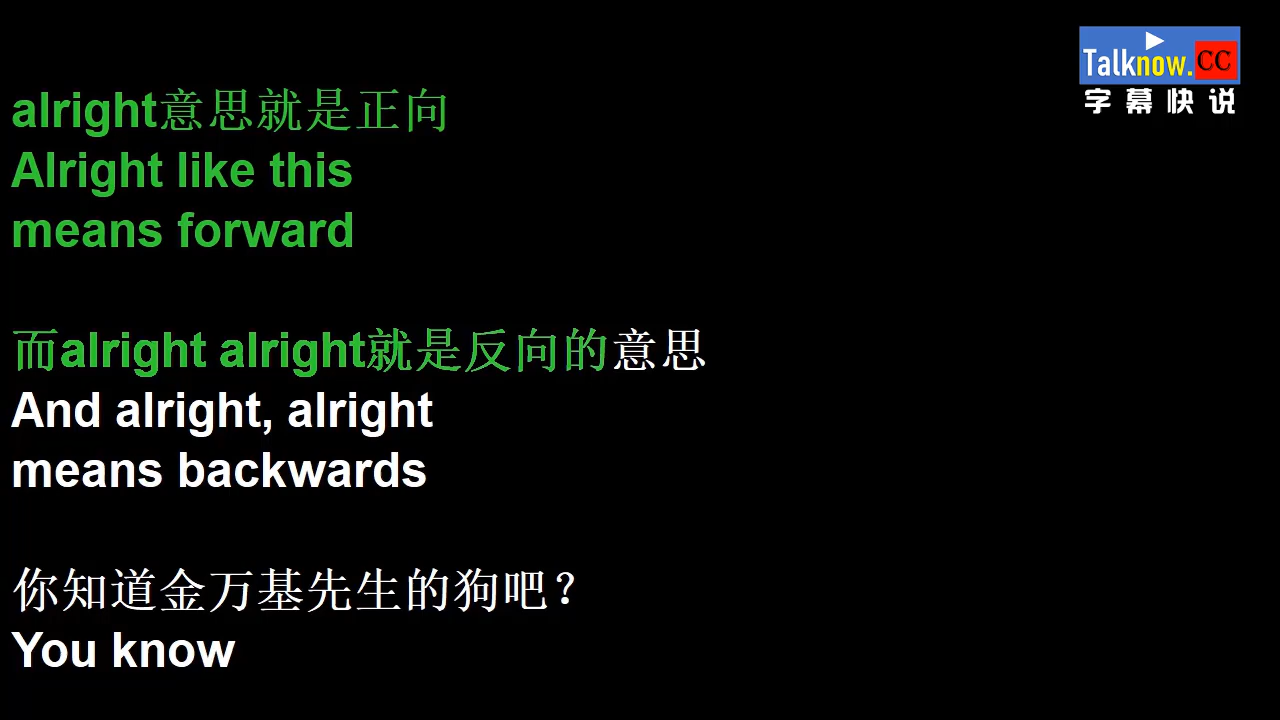 Talknow.CC
字幕快说
alright意思就是正向
Alright like this
means forward
而alright alright就是反向的意思
And alright, alright
means backwards
你知道金万基先生的狗吧？
You know